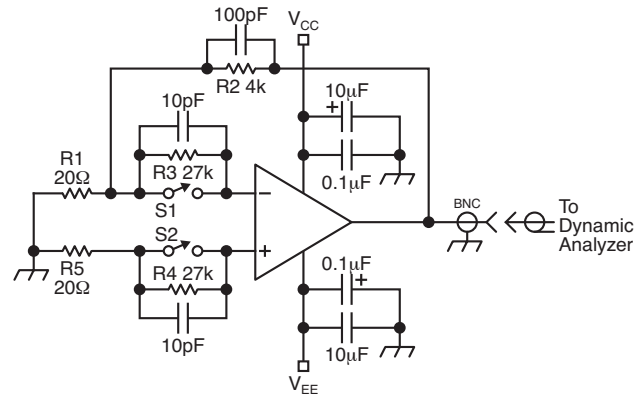 100pF
V_CC
R2 4k
10pF
10µF
+
R1
20Ω
R3 27k
0.1µF
S1
−
BNC
To
Dynamic
Analyzer
S2
+
R5
20Ω
R4 27k
0.1µF
+
10pF
10µF
V_EE